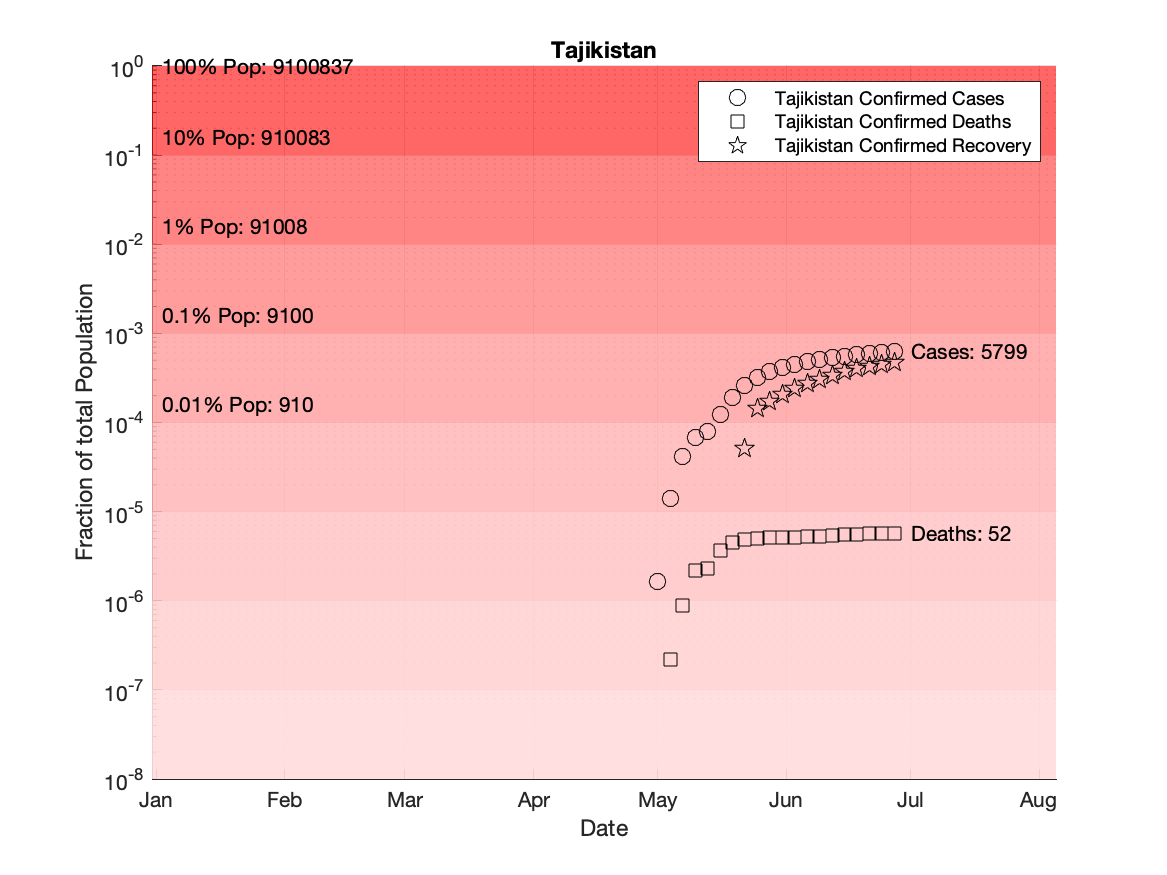 Tajikistan
10^0
100% Pop: 9100837
Tajikistan Confirmed Cases
Tajikistan Confirmed Deaths
Tajikistan Confirmed Recovery
10% Pop: 910083
10^-1
1% Pop: 91008
10^-2
0.1% Pop: 9100
10^-3
Cases: 5799
0.01% Pop: 910
10^-4
10^-5
Deaths: 52
10^-6
10^-7
10^-8
Fraction of total Population
Jan Feb Mar Apr May Jun Jul Aug
Date